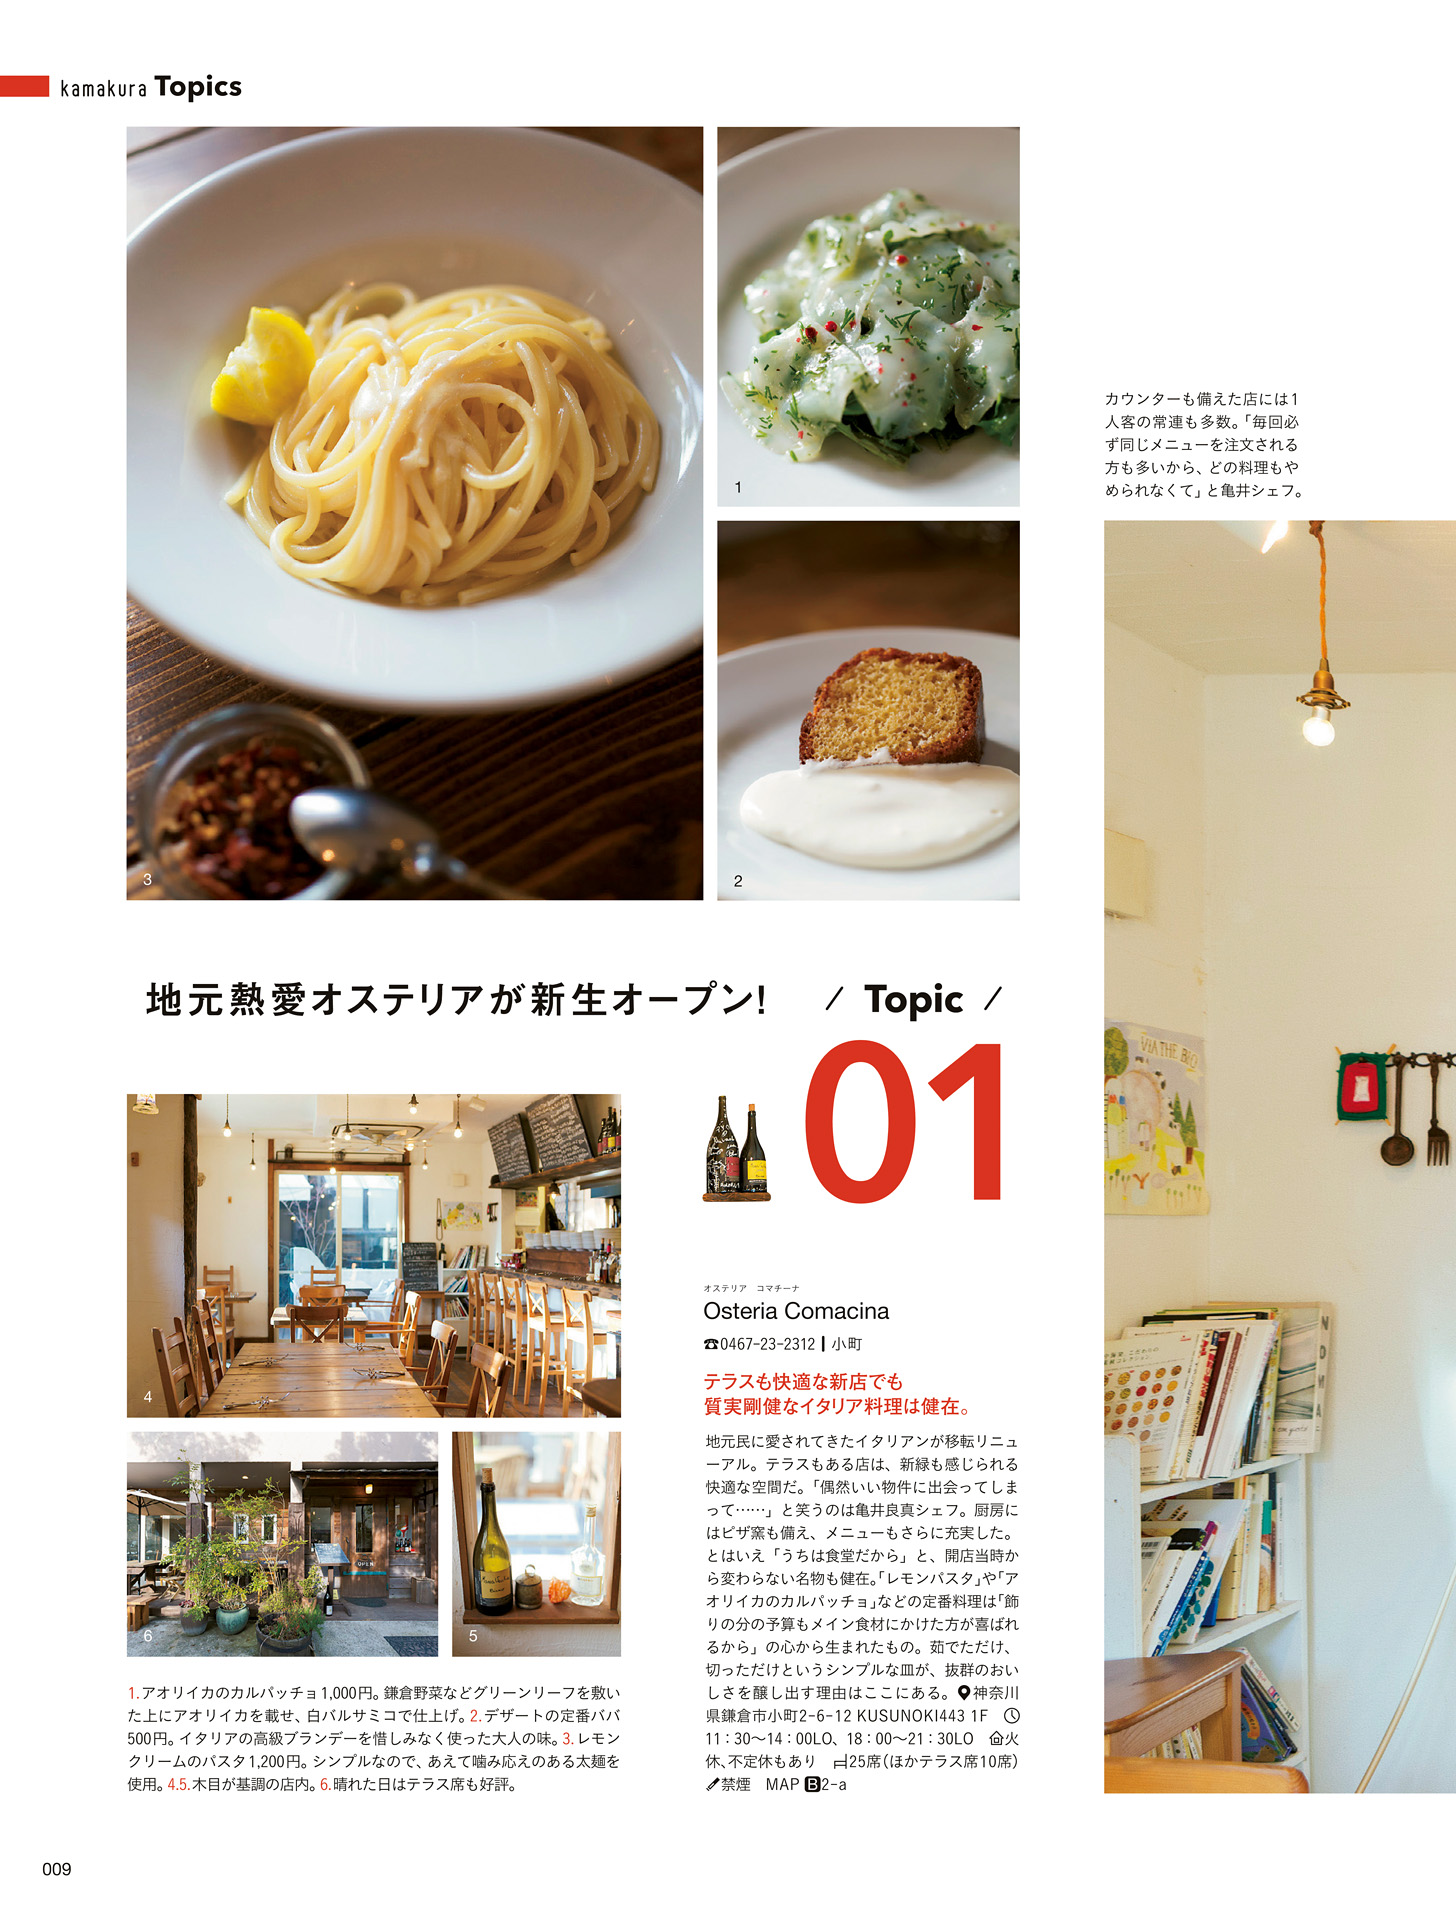 kamakura Topics
3
1
2
カウンターも備えた店には1
人客の常連も多数。「毎回必
ず同じメニューを注文される
方も多いから、どの料理もや
められなくて」と亀井シェフ。
地元熱愛オステリアが新生オープン!
/ Topic /
01
VIA THE BIO
4
6
OPEN
5
オステリア コマチーナ
Osteria Comacina
☎0467-23-2312┃小町
テラスも快適な新店でも
質実剛健なイタリア料理は健在。
地元民に愛されてきたイタリアンが移転リニュ
ーアル。テラスもある店は、新緑も感じられる
快適な空間だ。「偶然いい物件に出会ってしま
って……」と笑うのは亀井良真シェフ。厨房に
はピザ窯も備え、メニューもさらに充実した。
とはいえ「うちは食堂だから」と、開店当時か
ら変わらない名物も健在。「レモンパスタ」や「ア
オリイカのカルパッチョ」などの定番料理は「飾
りの分の予算もメイン食材にかけた方が喜ばれ
るから」の心から生まれたもの。茹でただけ、
切っただけというシンプルな皿が、抜群のおい
しさを醸し出す理由はここにある。神奈川
県鎌倉市小町2-6-12 KUSUNOKI443 1F
11:30〜14:00LO、18:00〜21:30LO 火
休、不定休もあり 25席(ほかテラス席10席)
禁煙 MAP B2-a
1.アオリイカのカルパッチョ1,000円。鎌倉野菜などグリーンリーフを敷い
た上にアオリイカを載せ、白バルサミコで仕上げ。2.デザートの定番ババ
500円。イタリアの高級ブランデーを惜しみなく使った大人の味。3.レモン
クリームのパスタ1,200円。シンプルなので、あえて噛み応えのある太麺を
使用。4.5.木目が基調の店内。6.晴れた日はテラス席も好評。
009